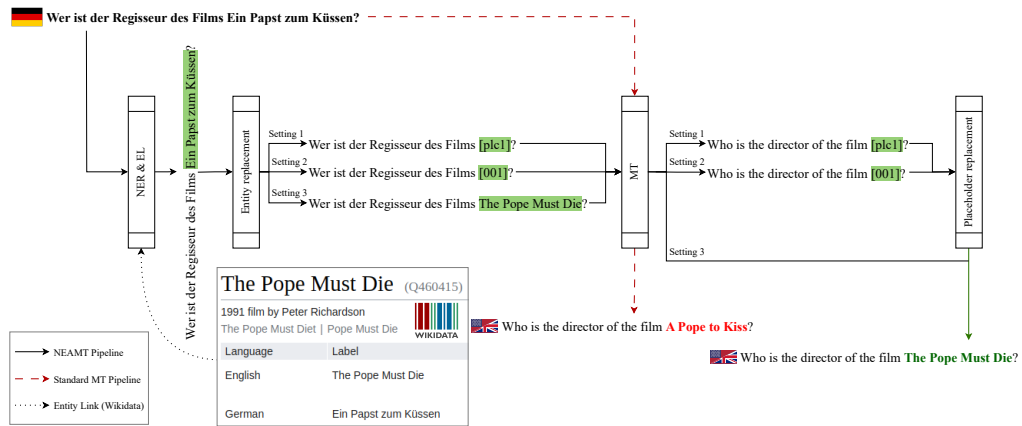 Wer ist der Regisseur des Films Ein Papst zum Küssen?
NER & EL
Wer ist der Regisseur des Films Ein Papst zum Küssen?
Entity replacement
Setting 1
Wer ist der Regisseur des Films [plc1]?
Setting 2
Wer ist der Regisseur des Films [001]?
Setting 3
Wer ist der Regisseur des Films The Pope Must Die?
MT
Setting 1
Who is the director of the film [plc1]?
Setting 2
Who is the director of the film [001]?
Setting 3
Placeholder replacement
The Pope Must Die (Q460415)
1991 film by Peter Richardson
The Pope Must Diet | Pope Must Die
WIKIDATA
Language Label
English The Pope Must Die
German Ein Papst zum Küssen
Who is the director of the film A Pope to Kiss?
Who is the director of the film The Pope Must Die?
NEAMT Pipeline
Standard MT Pipeline
Entity Link (Wikidata)